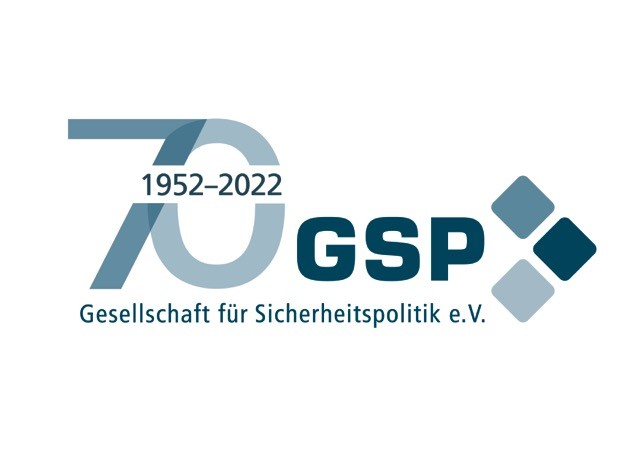 70
1952–2022
GSP
Gesellschaft für Sicherheitspolitik e.V.